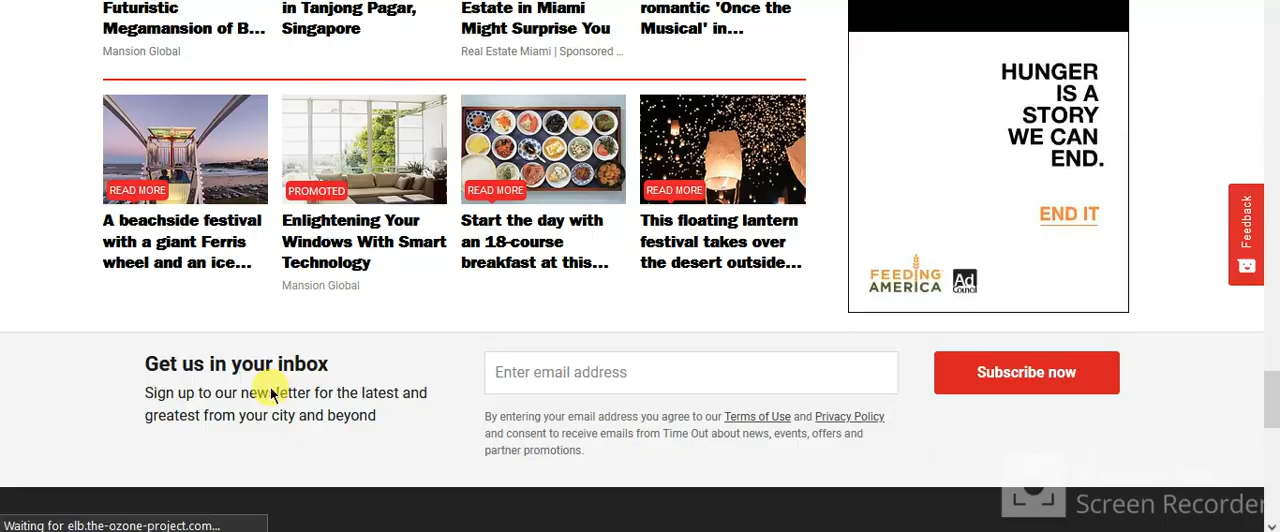 Futuristic
Megamansion of B...
Mansion Global
in Tanjong Pagar,
Singapore
Estate in Miami
Might Surprise You
Real Estate Miami | Sponsored ...
romantic 'Once the
Musical' in...
READ MORE
A beachside festival
with a giant Ferris
wheel and an ice...
PROMOTED
Enlightening Your
Windows With Smart
Technology
Mansion Global
READ MORE
Start the day with
an 18-course
breakfast at this...
READ MORE
This floating lantern
festival takes over
the desert outside...
HUNGER
IS A
STORY
WE CAN
END.
END IT
FEEDING
AMERICA
Ad
Council
Feedback
Get us in your inbox
Sign up to our newsletter for the latest and
greatest from your city and beyond
Enter email address
Subscribe now
By entering your email address you agree to our Terms of Use and Privacy Policy
and consent to receive emails from Time Out about news, events, offers and
partner promotions.
Screen Recorder
Waiting for elb.the-ozone-project.com...